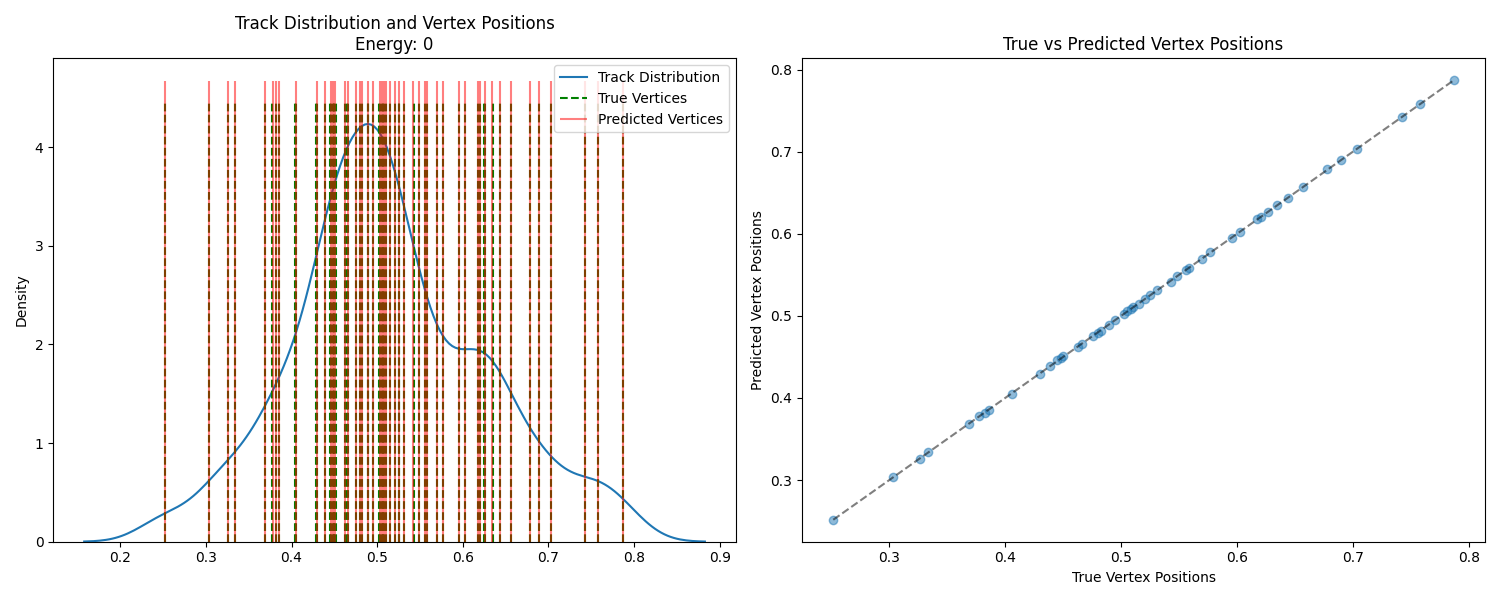 Track Distribution and Vertex Positions
Energy: 0
Track Distribution
True Vertices
Predicted Vertices
Density
4
3
2
1
0
0.2 0.3 0.4 0.5 0.6 0.7 0.8 0.9
True vs Predicted Vertex Positions
Predicted Vertex Positions
0.8
0.7
0.6
0.5
0.4
0.3
0.3 0.4 0.5 0.6 0.7 0.8
True Vertex Positions